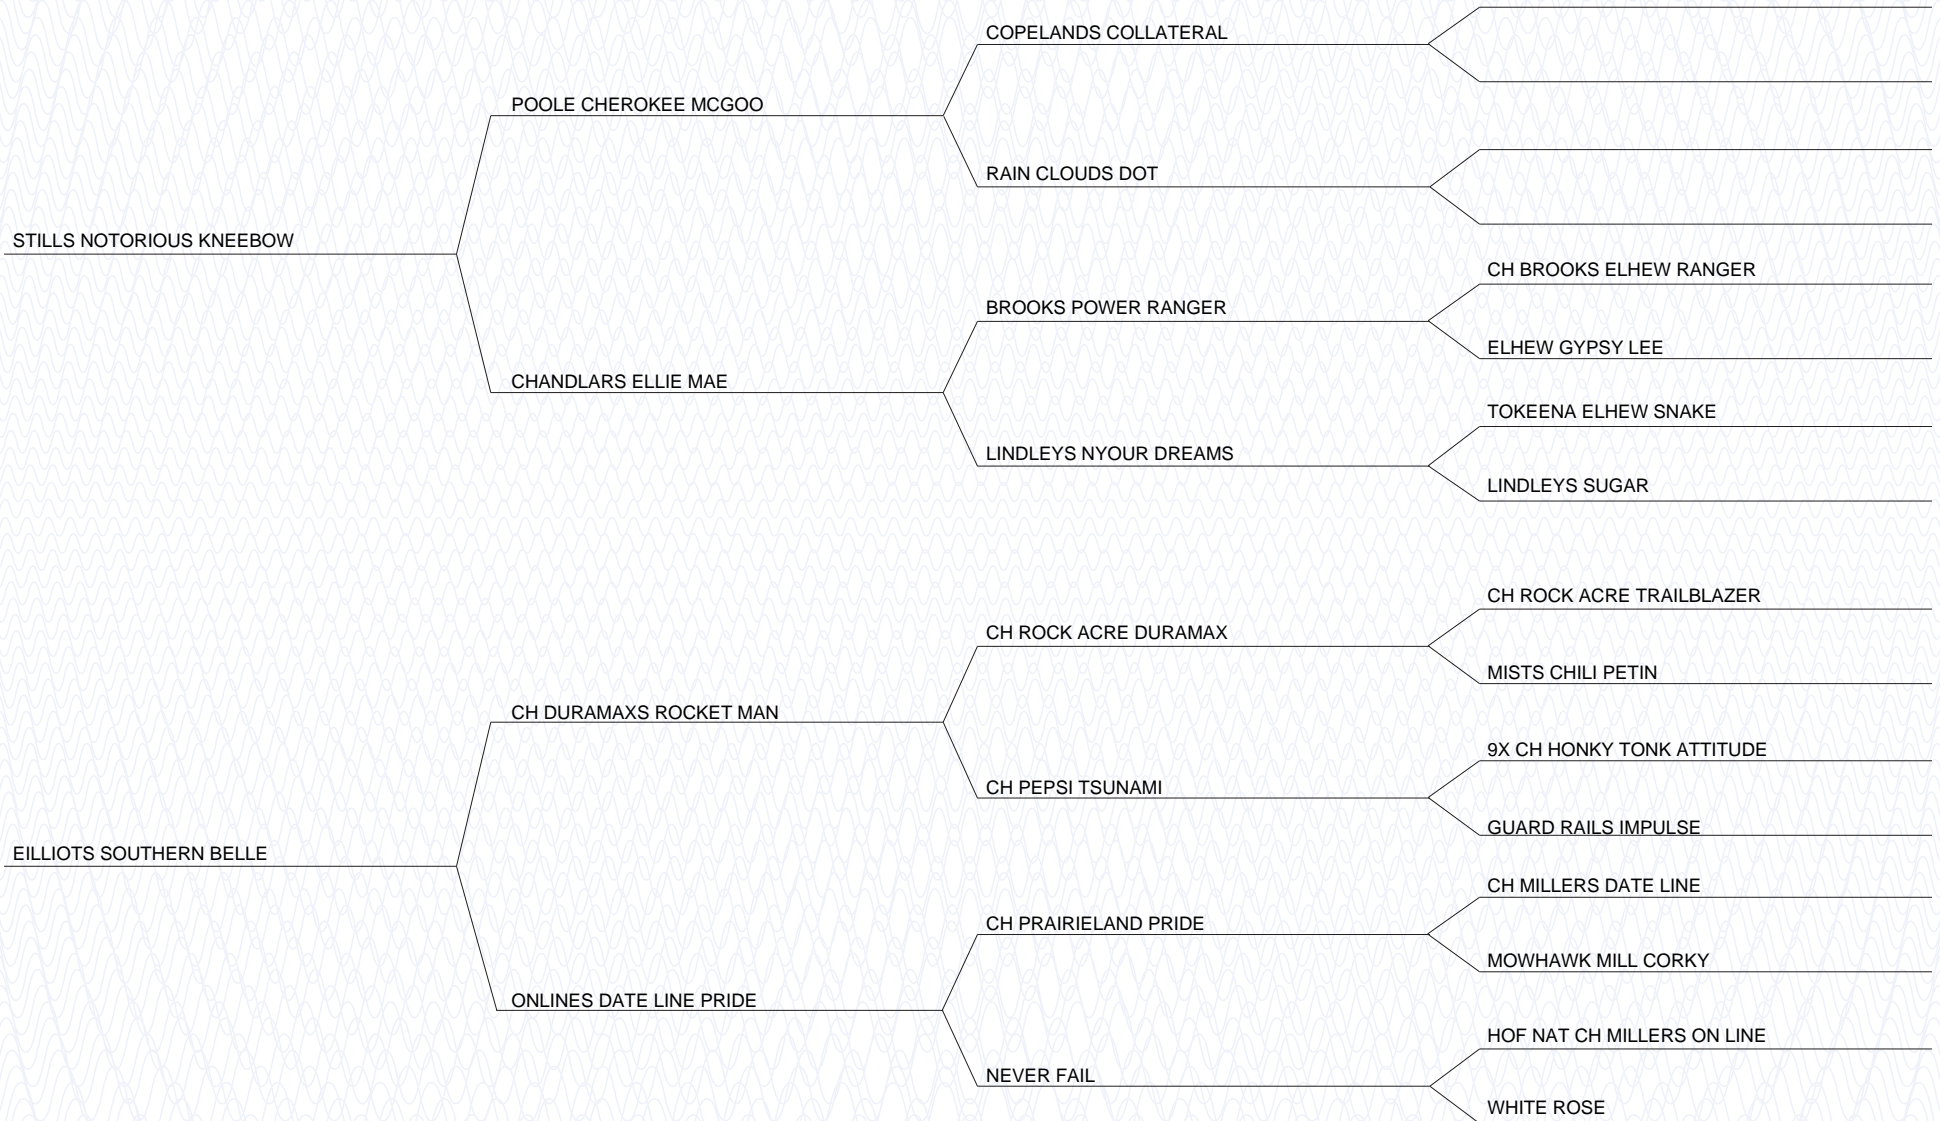 COPELANDS COLLATERAL
POOLE CHEROKEE MCGOO
RAIN CLOUDS DOT
STILLS NOTORIOUS KNEEBOW
CH BROOKS ELHEW RANGER
BROOKS POWER RANGER
ELHEW GYPSY LEE
CHANDLARS ELLIE MAE
TOKEENA ELHEW SNAKE
LINDLEYS NYOUR DREAMS
LINDLEYS SUGAR
CH ROCK ACRE TRAILBLAZER
CH ROCK ACRE DURAMAX
MISTS CHILI PETIN
CH DURAMAXS ROCKET MAN
9X CH HONKY TONK ATTITUDE
CH PEPSI TSUNAMI
GUARD RAILS IMPULSE
EILLIOTS SOUTHERN BELLE
CH MILLERS DATE LINE
CH PRAIRIELAND PRIDE
MOWHAWK MILL CORKY
ONLINES DATE LINE PRIDE
HOF NAT CH MILLERS ON LINE
NEVER FAIL
WHITE ROSE